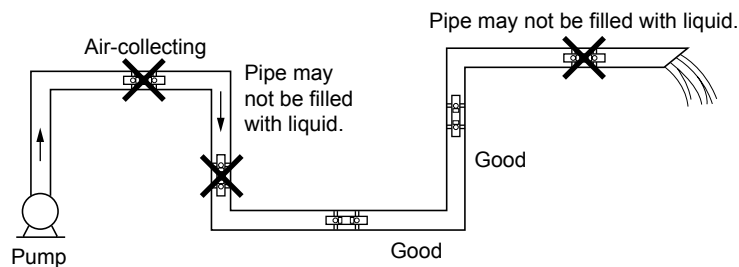 Pipe may not be filled with liquid.
Air-collecting
Pipe may
not be filled
with liquid.
Good
Good
Pump